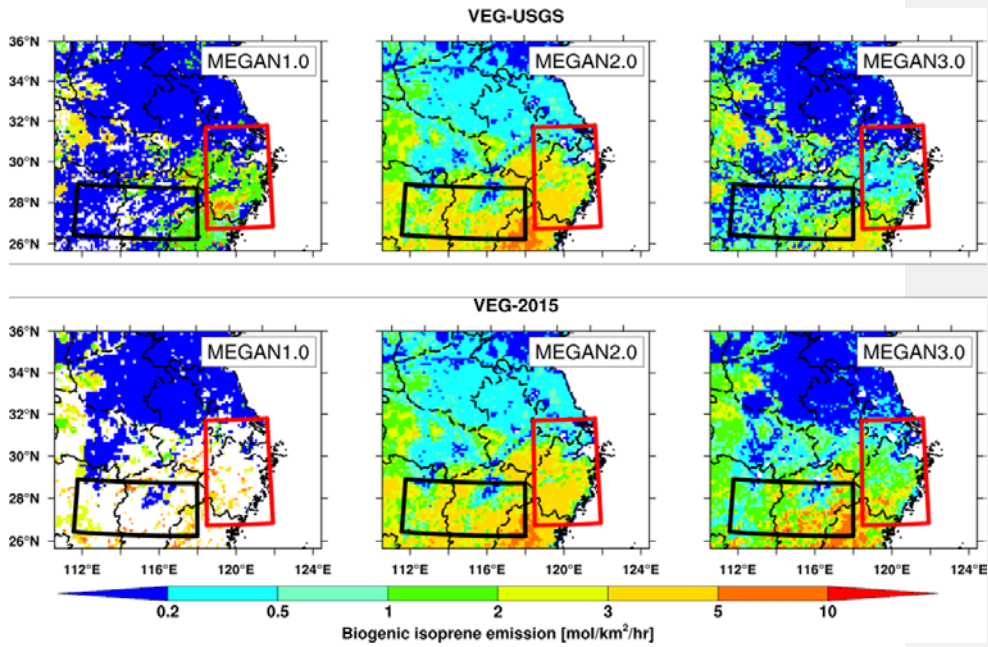 VEG-USGS
36°N
34°N
32°N
30°N
28°N
26°N
MEGAN1.0
MEGAN2.0
MEGAN3.0
VEG-2015
36°N
34°N
32°N
30°N
28°N
26°N
MEGAN1.0
MEGAN2.0
MEGAN3.0
112°E 116°E 120°E 124°E
112°E 116°E 120°E 124°E
112°E 116°E 120°E 124°E
0.2 0.5 1 2 3 5 10
Biogenic isoprene emission [mol/km²/hr]